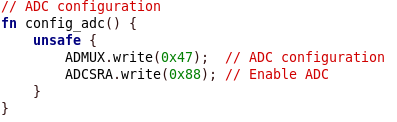 // ADC configuration
fn config_adc() {
    unsafe {
        ADMUX.write(0x47);  // ADC configuration
        ADCSRA.write(0x88); // Enable ADC
    }
}